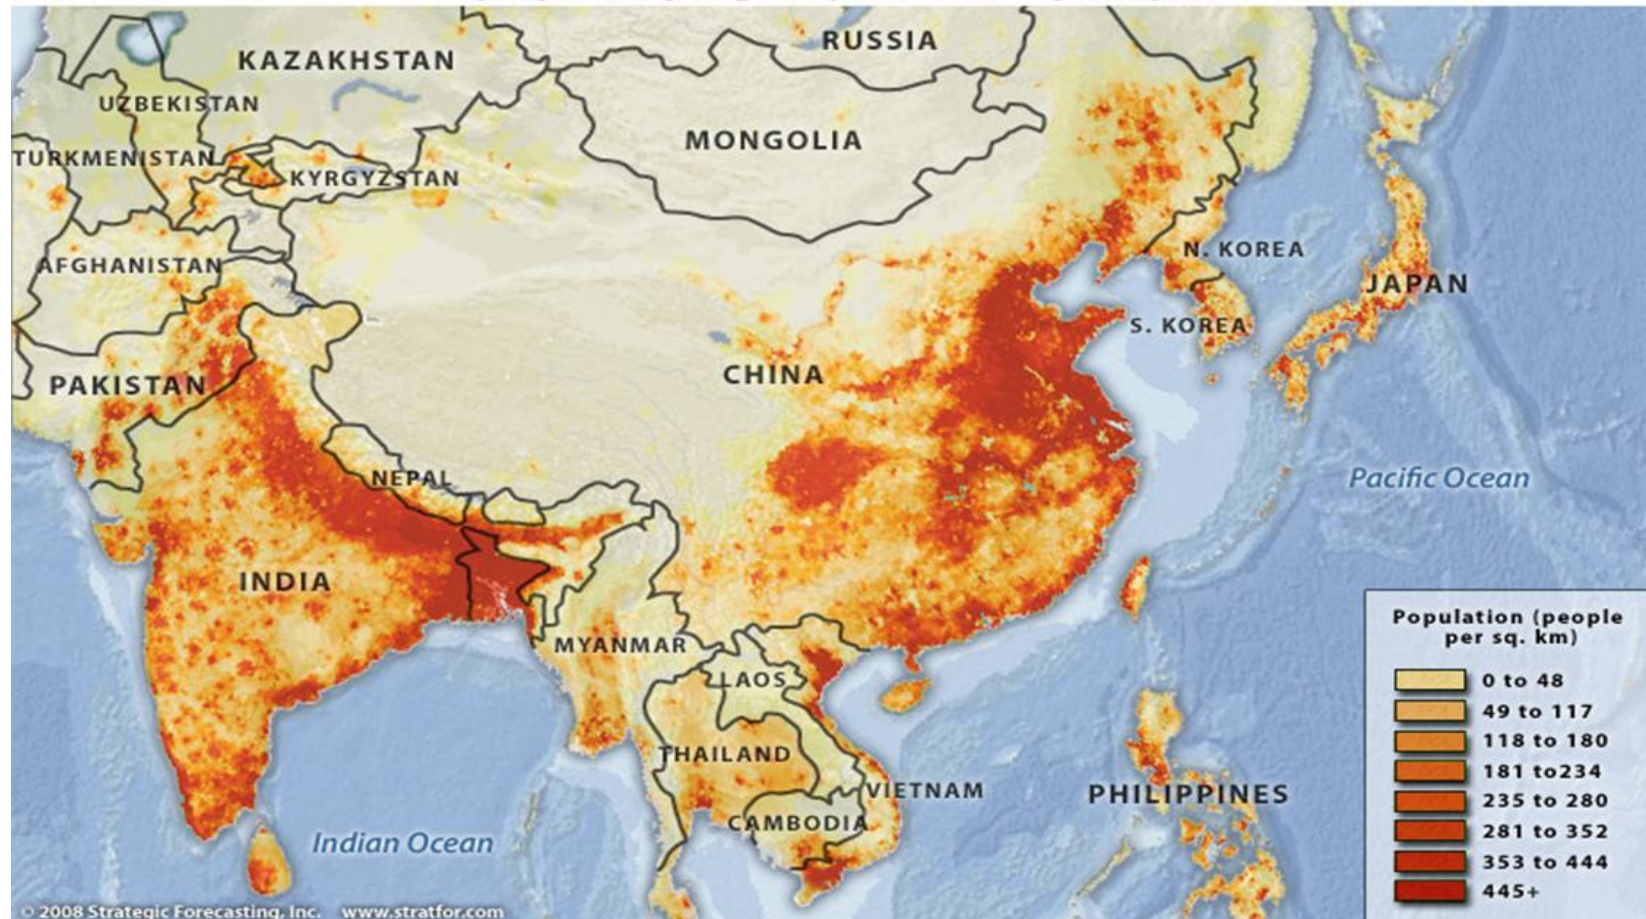 RUSSIA
KAZAKHSTAN
UZBEKISTAN
MONGOLIA
TURKMENISTAN
KYRGYZSTAN
N. KOREA
AFGHANISTAN
JAPAN
S. KOREA
CHINA
PAKISTAN
NEPAL
Pacific Ocean
INDIA
MYANMAR
LAOS
THAILAND
VIETNAM
PHILIPPINES
CAMBODIA
Indian Ocean
Population (people
per sq. km)
0 to 48
49 to 117
118 to 180
181 to234
235 to 280
281 to 352
353 to 444
445+
© 2008 Strategic Forecasting, Inc. www.stratfor.com